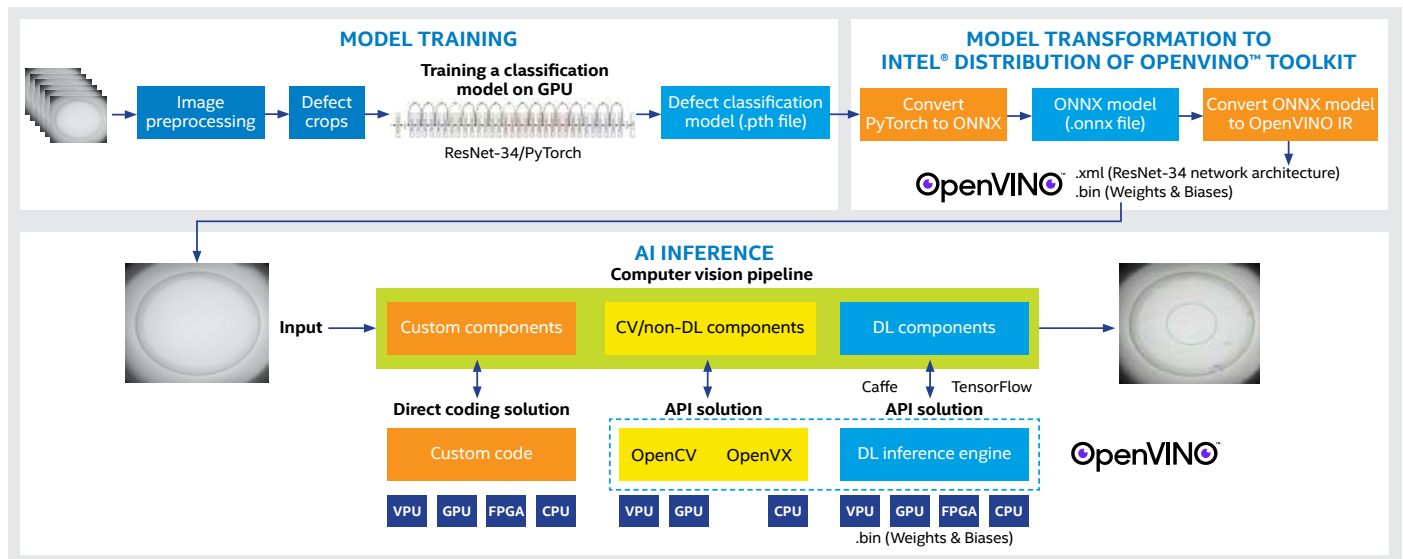 MODEL TRAINING
Training a classification
model on GPU
Image
preprocessing
Defect
crops
ResNet-34/PyTorch
Defect classification
model (.pth file)
MODEL TRANSFORMATION TO
INTEL® DISTRIBUTION OF OPENVINO™ TOOLKIT
Convert
PyTorch to ONNX
ONNX model
(.onnx file)
Convert ONNX model
to OpenVINO IR
OpenVINO™
.xml (ResNet-34 network architecture)
.bin (Weights & Biases)
AI INFERENCE
Computer vision pipeline
Input
Custom components
CV/non-DL components
DL components
Caffe
TensorFlow
Direct coding solution
API solution
API solution
Custom code
OpenCV
OpenVX
DL inference engine
OpenVINO™
VPU
GPU
FPGA
CPU
VPU
GPU
CPU
VPU
GPU
FPGA
CPU
.bin (Weights & Biases)